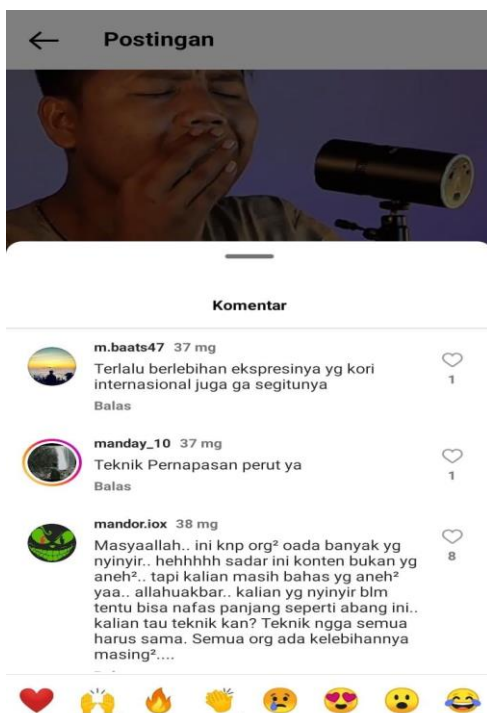 Postingan
Komentar
m.baats47 37 mg
Terlalu berlebihan ekspresinya yg kori
internasional juga ga segitunya
1
Balas
manday_10 37 mg
Teknik Pernapasan perut ya
1
Balas
mandor.iox 38 mg
Masyaallah.. ini knp org² oada banyak yg
nyinyir.. hehhhhh sadar ini konten bukan yg
8
aneh².. tapi kalian masih bahas yg aneh²
yaa.. allahuakbar.. kalian yg nyinyir blm
tentu bisa nafas panjang seperti abang ini..
kalian tau teknik kan? Teknik ngga semua
harus sama. Semua org ada kelebihannya
masing²....